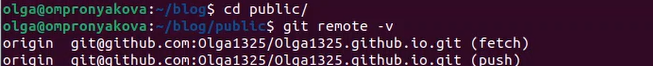 olga@ompronyakova:~/blog$ cd public/
olga@ompronyakova:~/blog/public$ git remote -v
origin  git@github.com:Olga1325/Olga1325.github.io.git (fetch)
origin  git@github.com:Olga1325/Olga1325.github.io.git (push)